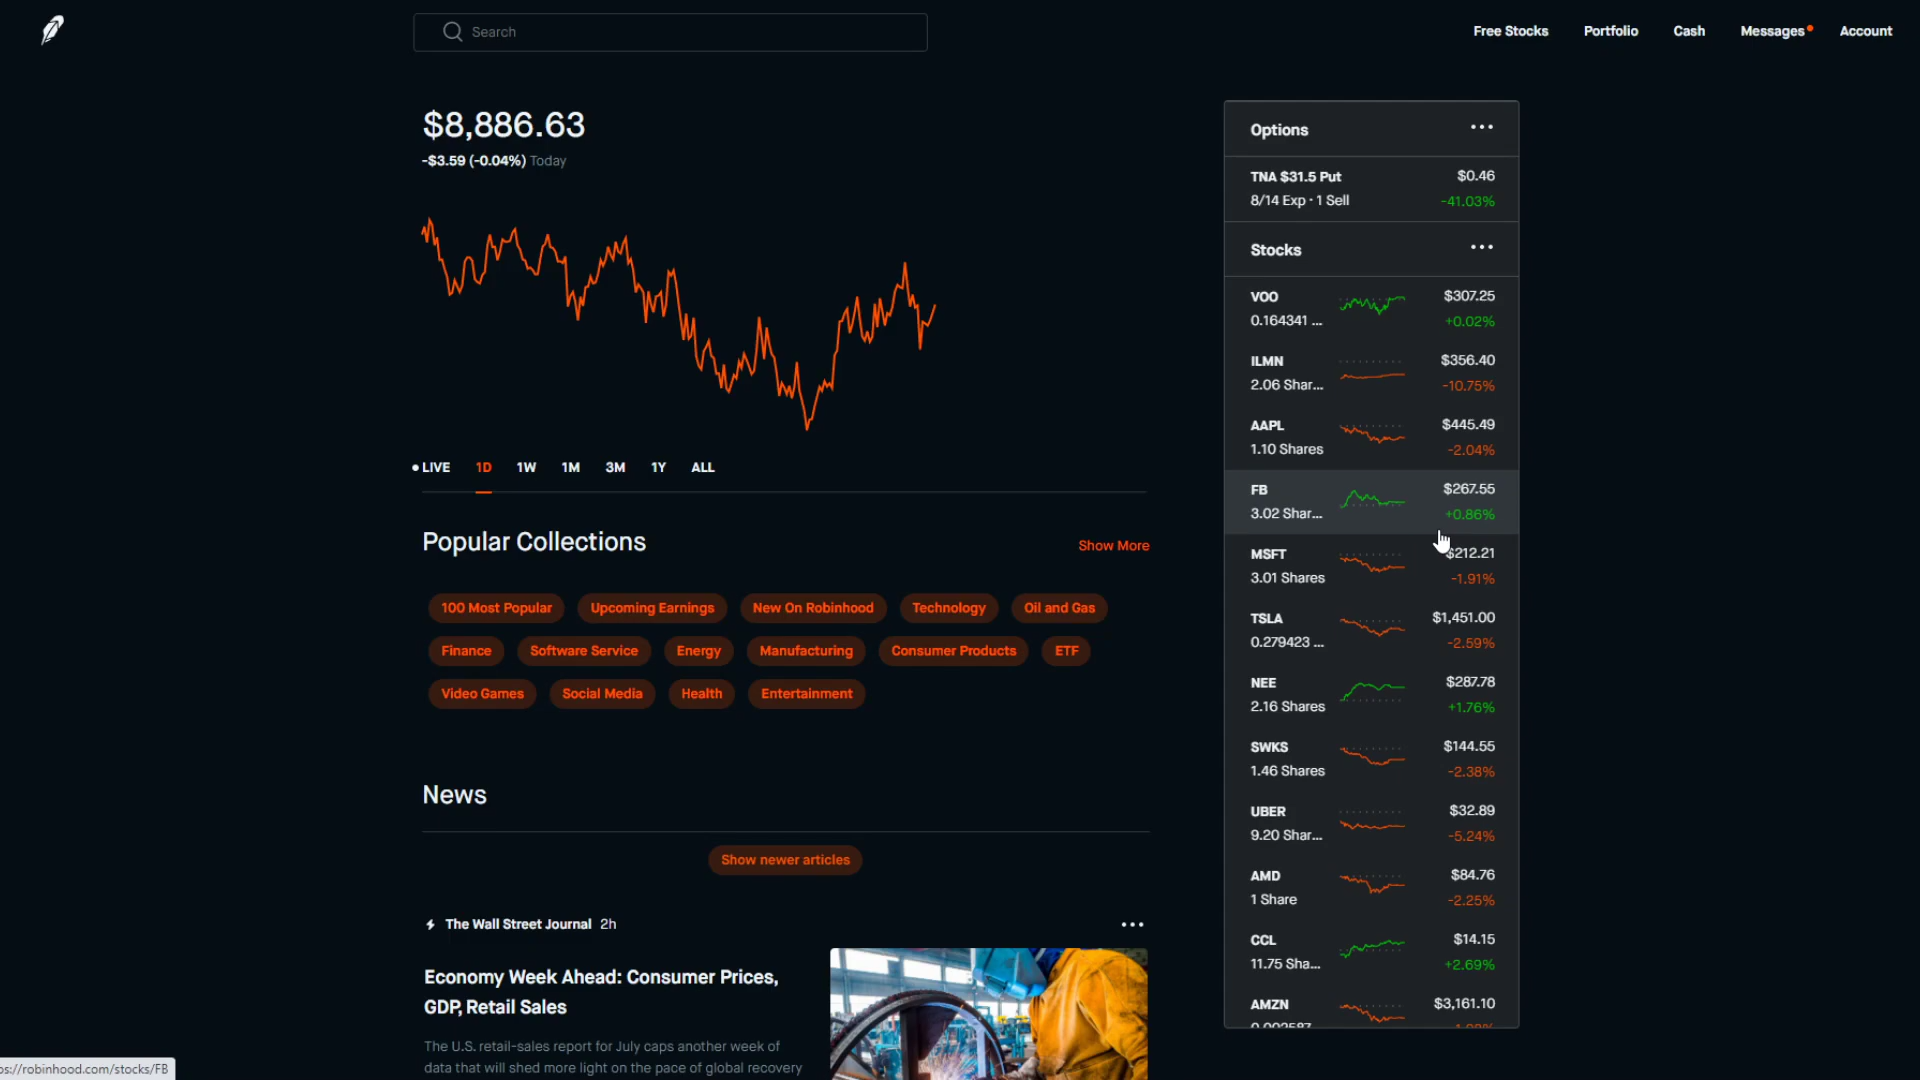 Search
Free Stocks
Portfolio
Cash
Messages
Account
$8,886.63
-$3.59 (-0.04%) Today
LIVE 1D 1W 1M 3M 1Y ALL
Popular Collections
Show More
100 Most Popular
Upcoming Earnings
New On Robinhood
Technology
Oil and Gas
Finance
Software Service
Energy
Manufacturing
Consumer Products
ETF
Video Games
Social Media
Health
Entertainment
News
Show newer articles
The Wall Street Journal 2h
Economy Week Ahead: Consumer Prices,
GDP, Retail Sales
The U.S. retail-sales report for July caps another week of
data that will shed more light on the pace of global recovery
Options
TNA $31.5 Put $0.46
8/14 Exp · 1 Sell -41.03%
Stocks
VOO $307.25
0.164341 ... +0.02%
ILMN $356.40
2.06 Shar... -10.75%
AAPL $445.49
1.10 Shares -2.04%
FB $267.55
3.02 Shar... +0.86%
MSFT $212.21
3.01 Shares -1.91%
TSLA $1,451.00
0.279423 ... -2.59%
NEE $287.78
2.16 Shares +1.76%
SWKS $144.55
1.46 Shares -2.38%
UBER $32.89
9.20 Shar... -5.24%
AMD $84.76
1 Share -2.25%
CCL $14.15
11.75 Sha... +2.69%
AMZN $3,161.10
ps://robinhood.com/stocks/FB